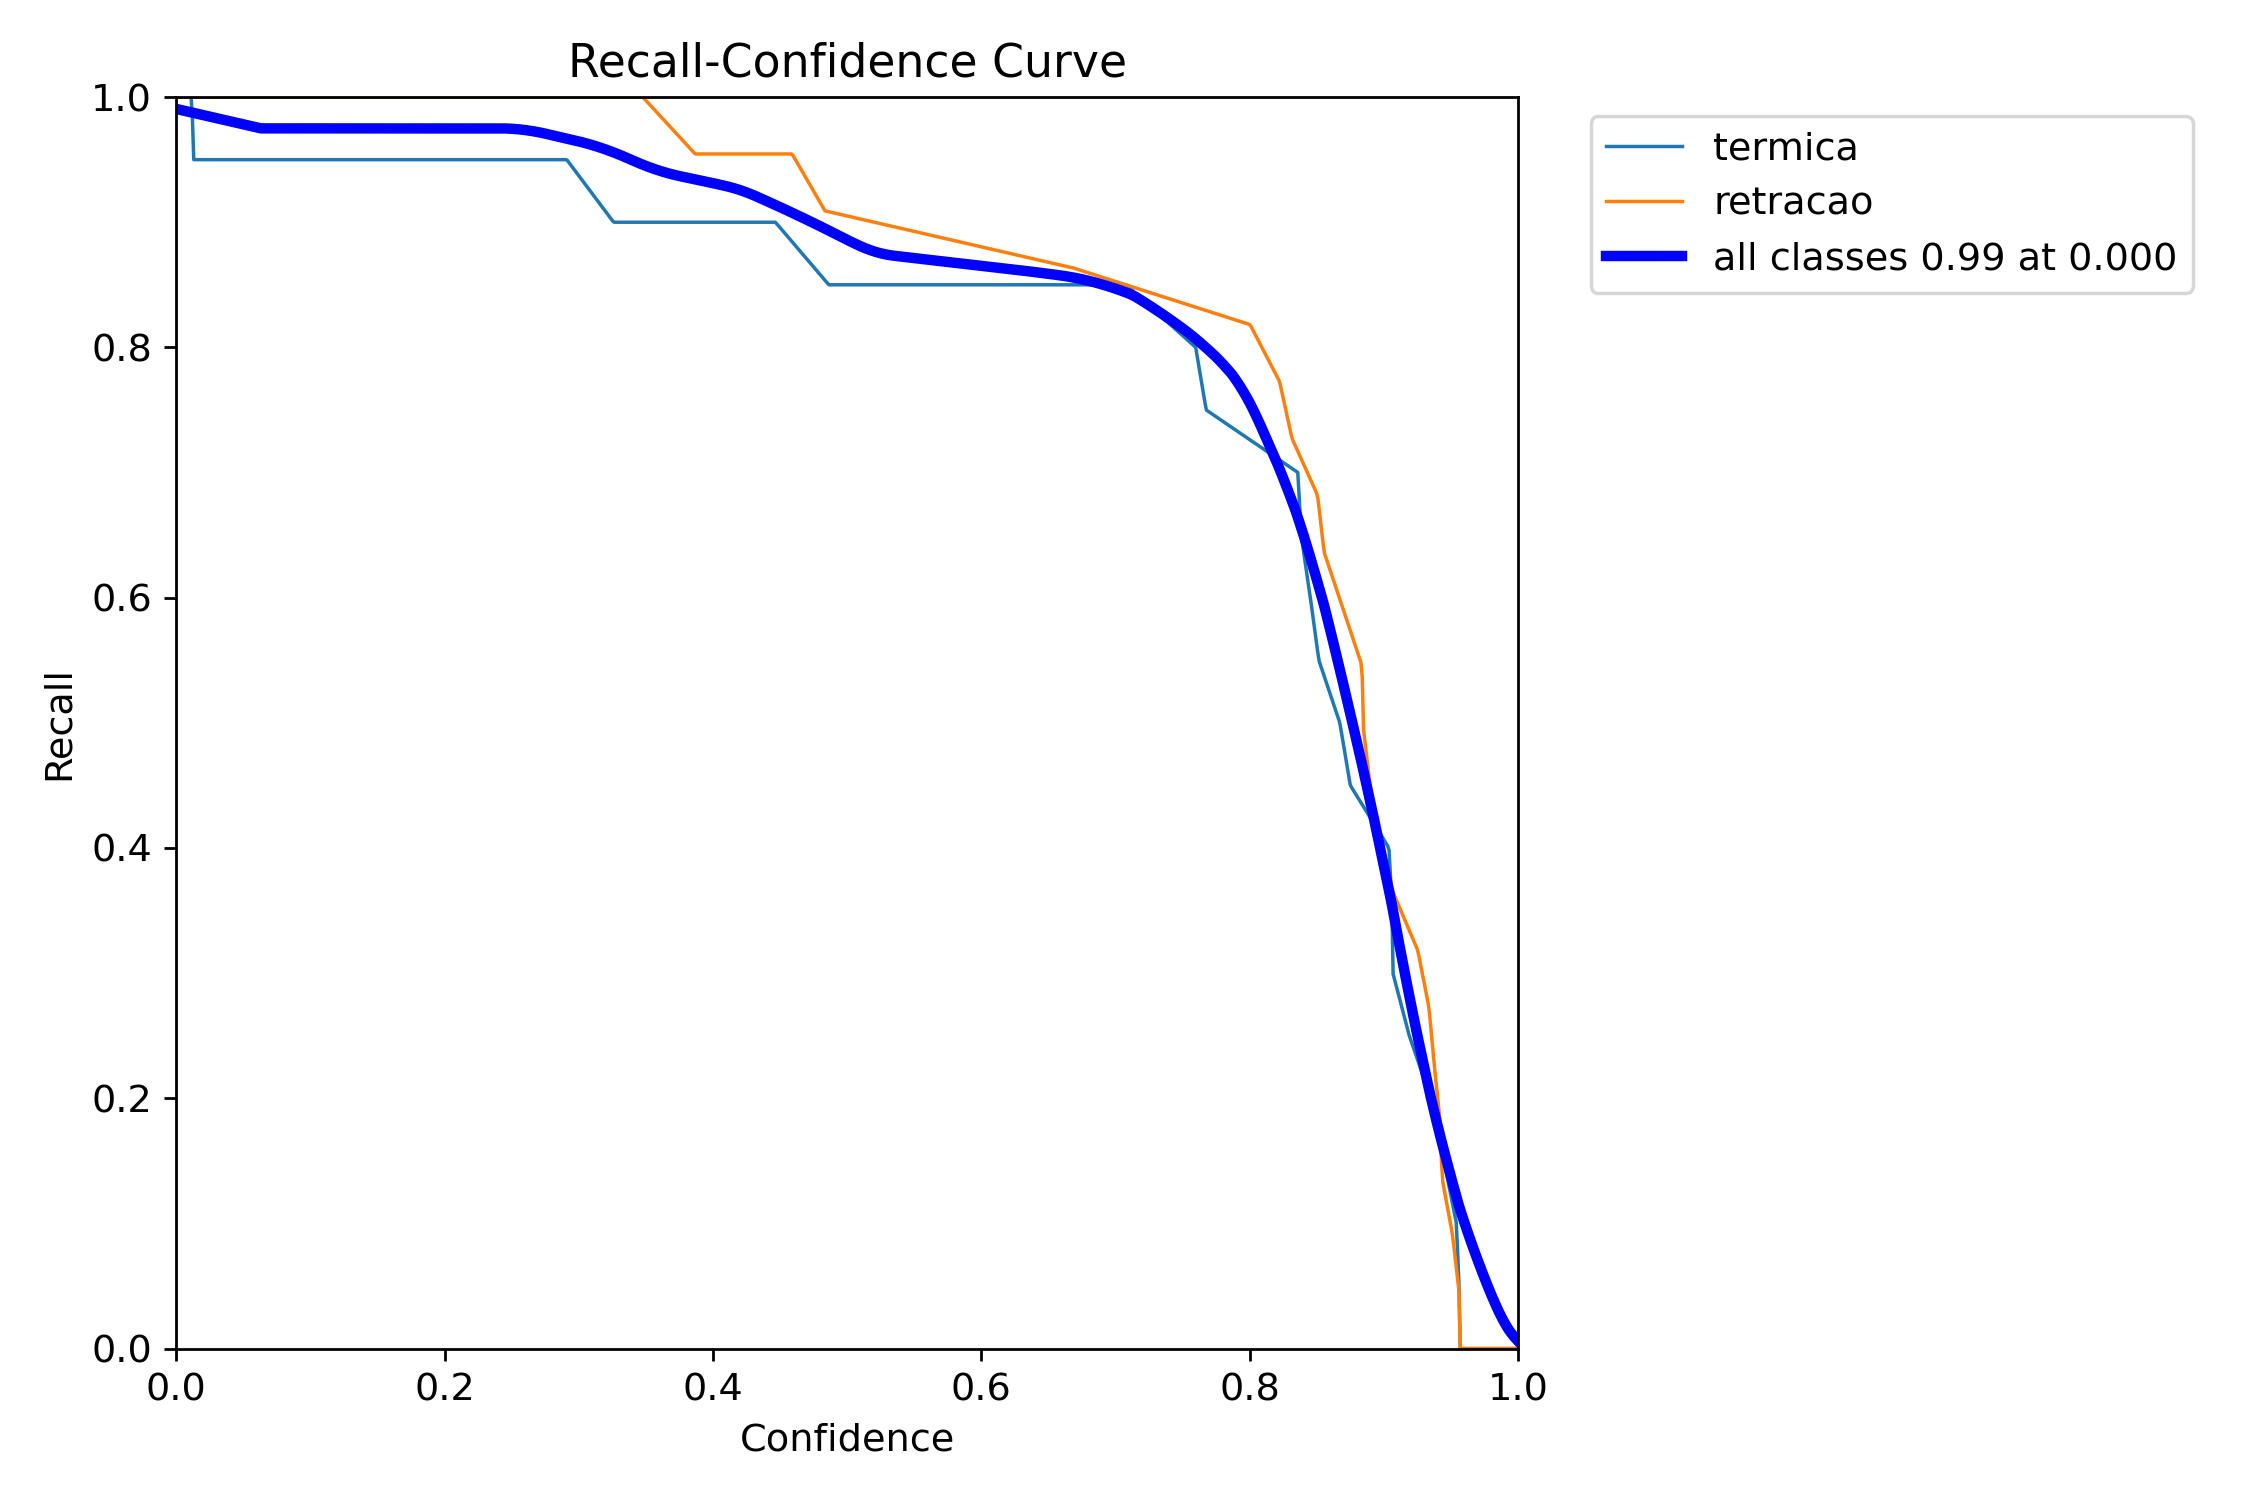 Recall-Confidence Curve
1.0
0.8
0.6
0.4
0.2
0.0
Recall
0.0 0.2 0.4 0.6 0.8 1.0
Confidence
termica
retracao
all classes 0.99 at 0.000